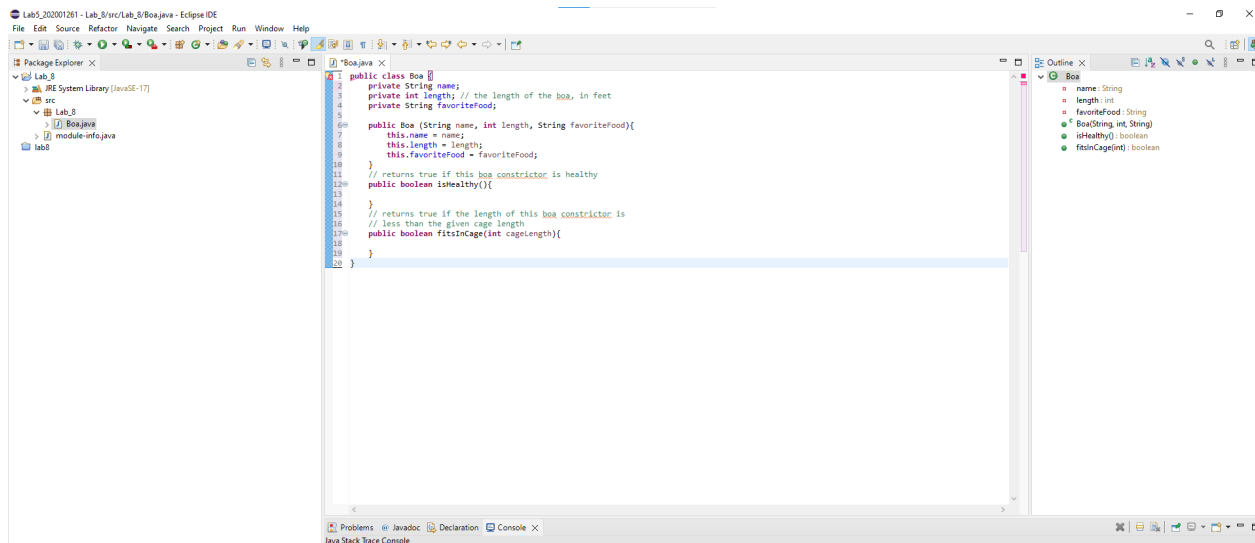 Lab5_202001261 - Lab_8/src/Lab_8/Boa.java - Eclipse IDE
File Edit Source Refactor Navigate Search Project Run Window Help
Package Explorer
Lab_8
JRE System Library [JavaSE-17]
src
Lab_8
Boa.java
module-info.java
lab8
*Boa.java
1 public class Boa {
2 private String name;
3 private int length; // the length of the boa, in feet
4 private String favoriteFood;
5
6 public Boa (String name, int length, String favoriteFood){
7 this.name = name;
8 this.length = length;
9 this.favoriteFood = favoriteFood;
10 }
11 // returns true if this boa constrictor is healthy
12 public boolean isHealthy(){
13
14 }
15 // returns true if the length of this boa constrictor is
16 // less than the given cage length
17 public boolean fitsInCage(int cageLength){
18
19 }
20 }
Outline
Boa
name : String
length : int
favoriteFood : String
Boa(String, int, String)
isHealthy() : boolean
fitsInCage(int) : boolean
Problems @ Javadoc Declaration Console
Java Stack Trace Console